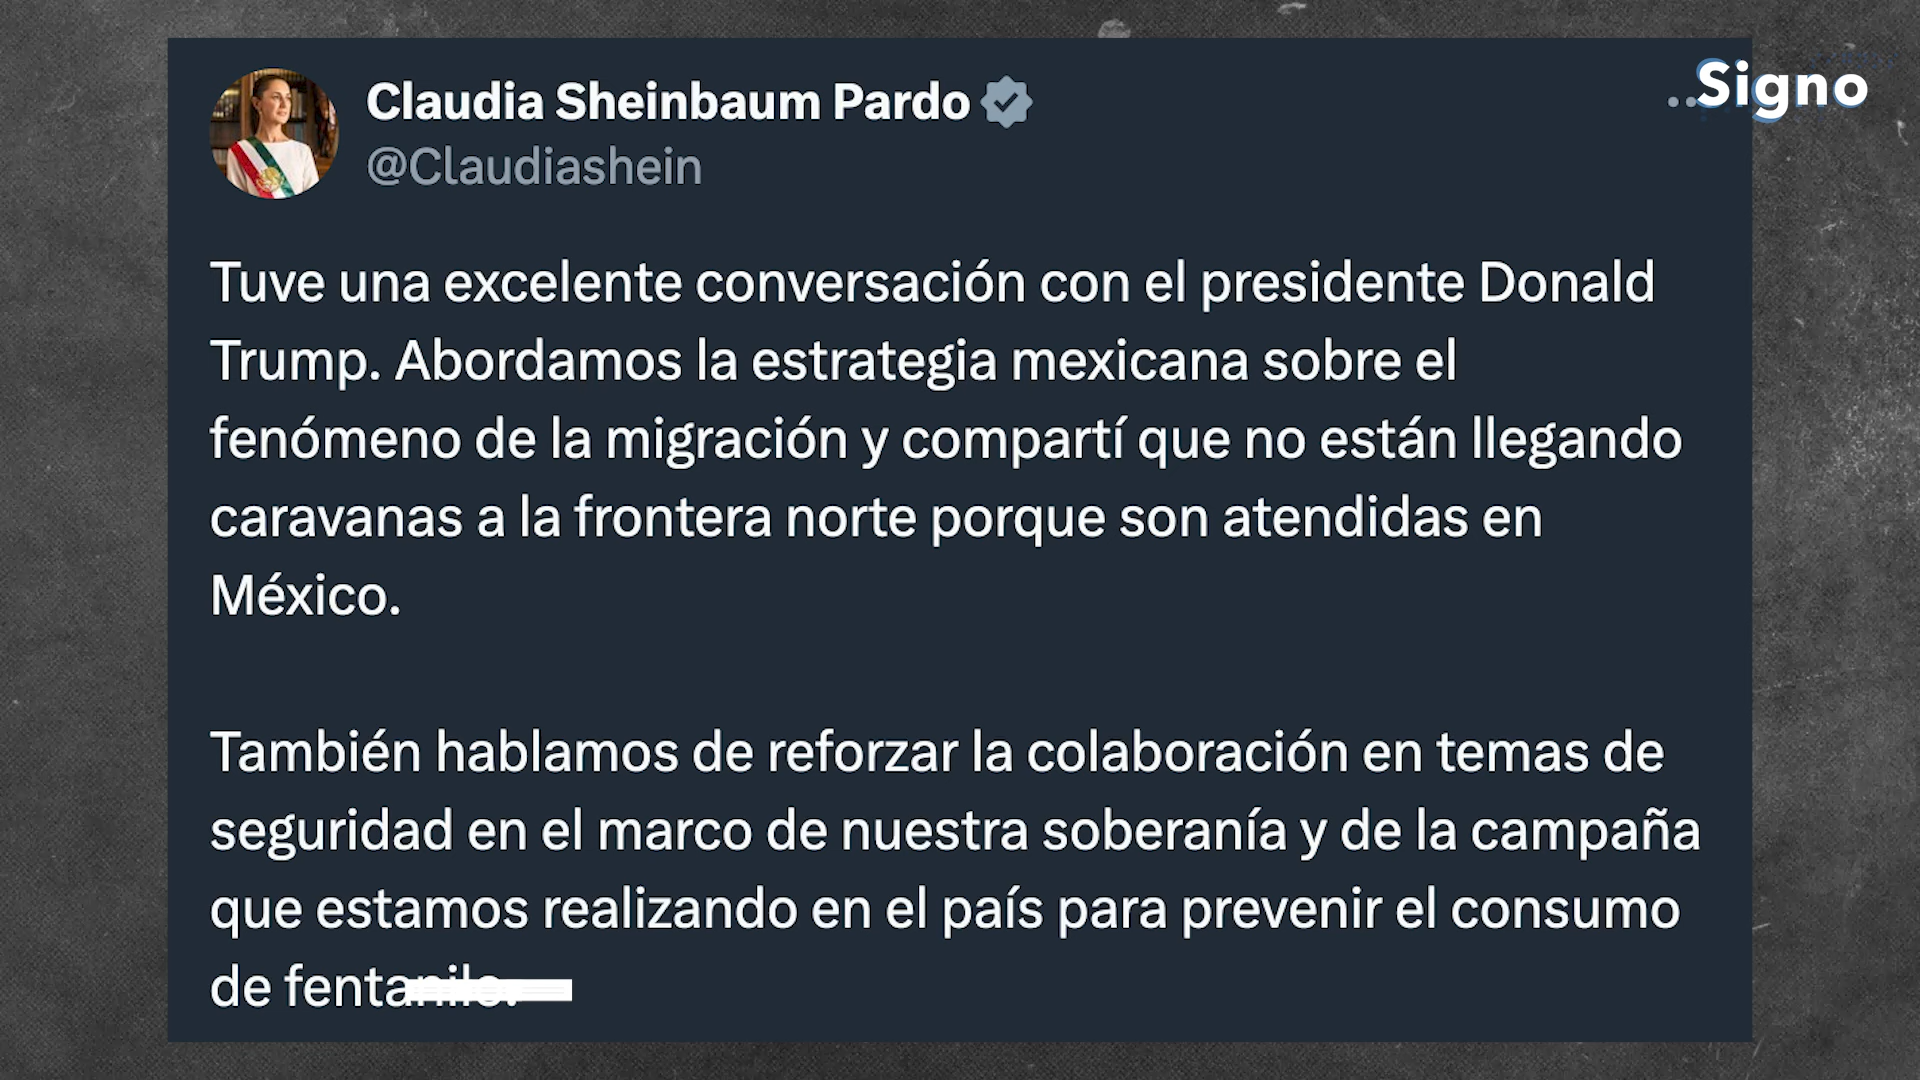 Signo
Claudia Sheinbaum Pardo
@Claudiashein
Tuve una excelente conversación con el presidente Donald
Trump. Abordamos la estrategia mexicana sobre el
fenómeno de la migración y compartí que no están llegando
caravanas a la frontera norte porque son atendidas en
México.
También hablamos de reforzar la colaboración en temas de
seguridad en el marco de nuestra soberanía y de la campaña
que estamos realizando en el país para prevenir el consumo
de fentanilo.